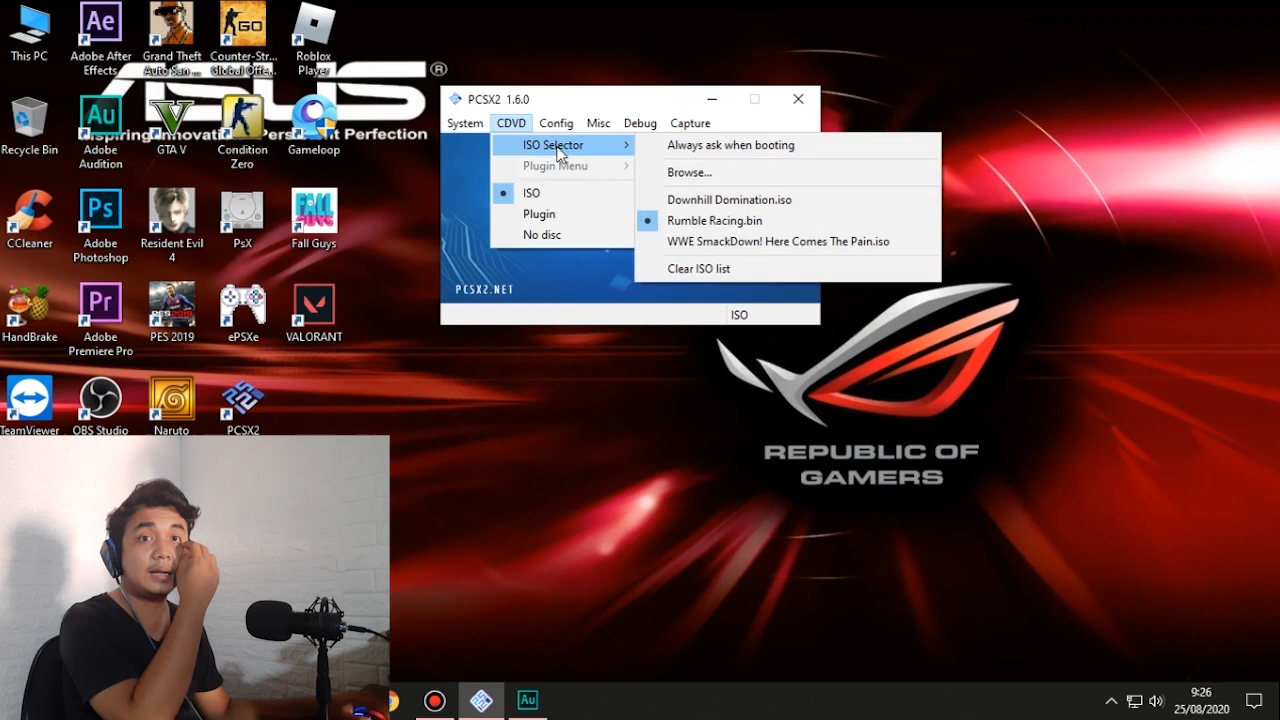 This PC
Adobe After
Effects
Grand Theft
Auto San ...
Counter-Str...
Global Offe...
Roblox
Player
ASUS®
Inspiring Innovation • Persistent Perfection
Recycle Bin
Adobe
Audition
GTA V
Condition
Zero
Gameloop
CCleaner
Adobe
Photoshop
Resident Evil
4
PsX
Fall Guys
HandBrake
Adobe
Premiere Pro
PES 2019
ePSXe
VALORANT
TeamViewer
OBS Studio
Naruto
PCSX2
PCSX2 1.6.0
System
CDVD
Config
Misc
Debug
Capture
ISO Selector
Plugin Menu
ISO
Plugin
No disc
Always ask when booting
Browse...
Downhill Domination.iso
Rumble Racing.bin
WWE SmackDown! Here Comes The Pain.iso
Clear ISO list
PCSX2.NET
ISO
REPUBLIC OF
GAMERS
9:26
25/08/2020